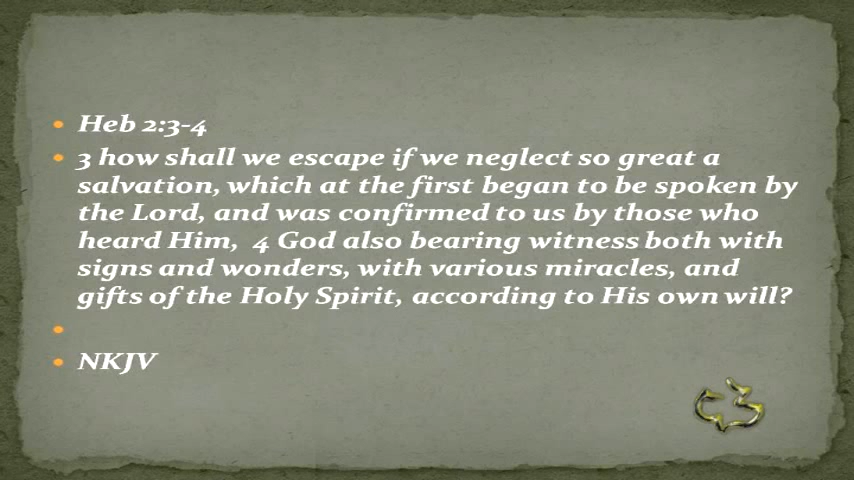 Heb 2:3-4
3 how shall we escape if we neglect so great a
salvation, which at the first began to be spoken by
the Lord, and was confirmed to us by those who
heard Him,  4 God also bearing witness both with
signs and wonders, with various miracles, and
gifts of the Holy Spirit, according to His own will?
NKJV